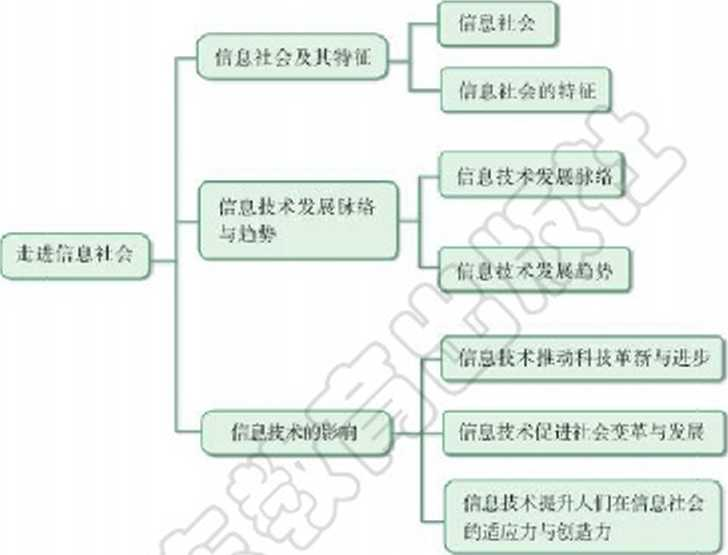 走进信息社会
信息社会及其特征
信息社会
信息社会的特征
信息技术发展脉络
与趋势
信息技术发展脉络
信息技术发展趋势
信息技术的影响
信息技术推动科技革新与进步
信息技术促进社会变革与发展
信息技术提升人们在信息社会
的适应力与创造力
教育出版社